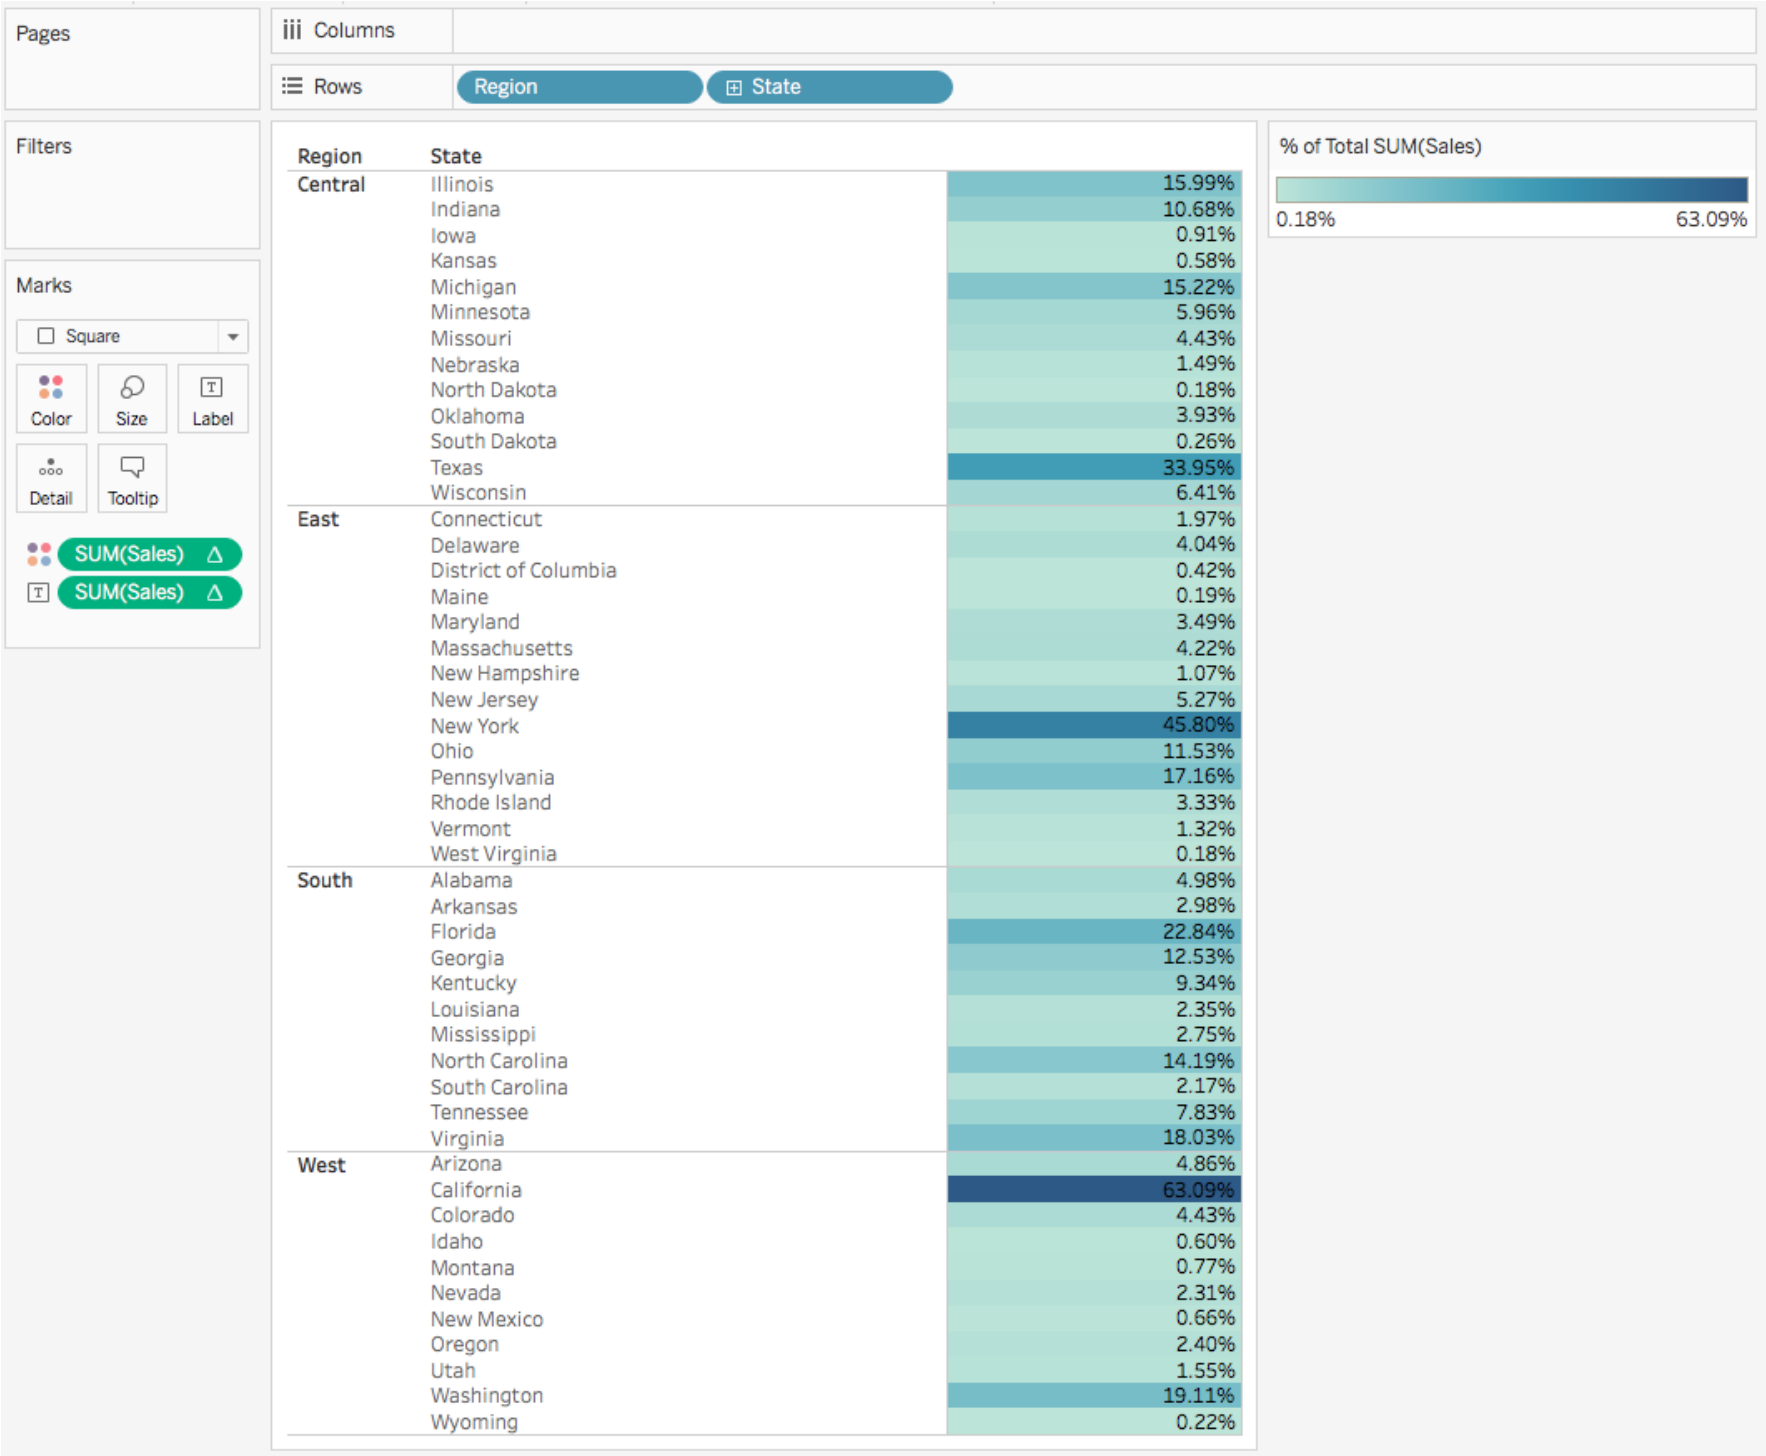 Pages
Columns
Rows Region State
Filters
Marks
Square
Color Size Label
Detail Tooltip
SUM(Sales)
T SUM(Sales)
Region State
Central Illinois 15.99%
Indiana 10.68%
Iowa 0.91%
Kansas 0.58%
Michigan 15.22%
Minnesota 5.96%
Missouri 4.43%
Nebraska 1.49%
North Dakota 0.18%
Oklahoma 3.93%
South Dakota 0.26%
Texas 33.95%
Wisconsin 6.41%
East Connecticut 1.97%
Delaware 4.04%
District of Columbia 0.42%
Maine 0.19%
Maryland 3.49%
Massachusetts 4.22%
New Hampshire 1.07%
New Jersey 5.27%
New York 45.80%
Ohio 11.53%
Pennsylvania 17.16%
Rhode Island 3.33%
Vermont 1.32%
West Virginia 0.18%
South Alabama 4.98%
Arkansas 2.98%
Florida 22.84%
Georgia 12.53%
Kentucky 9.34%
Louisiana 2.35%
Mississippi 2.75%
North Carolina 14.19%
South Carolina 2.17%
Tennessee 7.83%
Virginia 18.03%
West Arizona 4.86%
California 63.09%
Colorado 4.43%
Idaho 0.60%
Montana 0.77%
Nevada 2.31%
New Mexico 0.66%
Oregon 2.40%
Utah 1.55%
Washington 19.11%
Wyoming 0.22%
% of Total SUM(Sales)
0.18% 63.09%